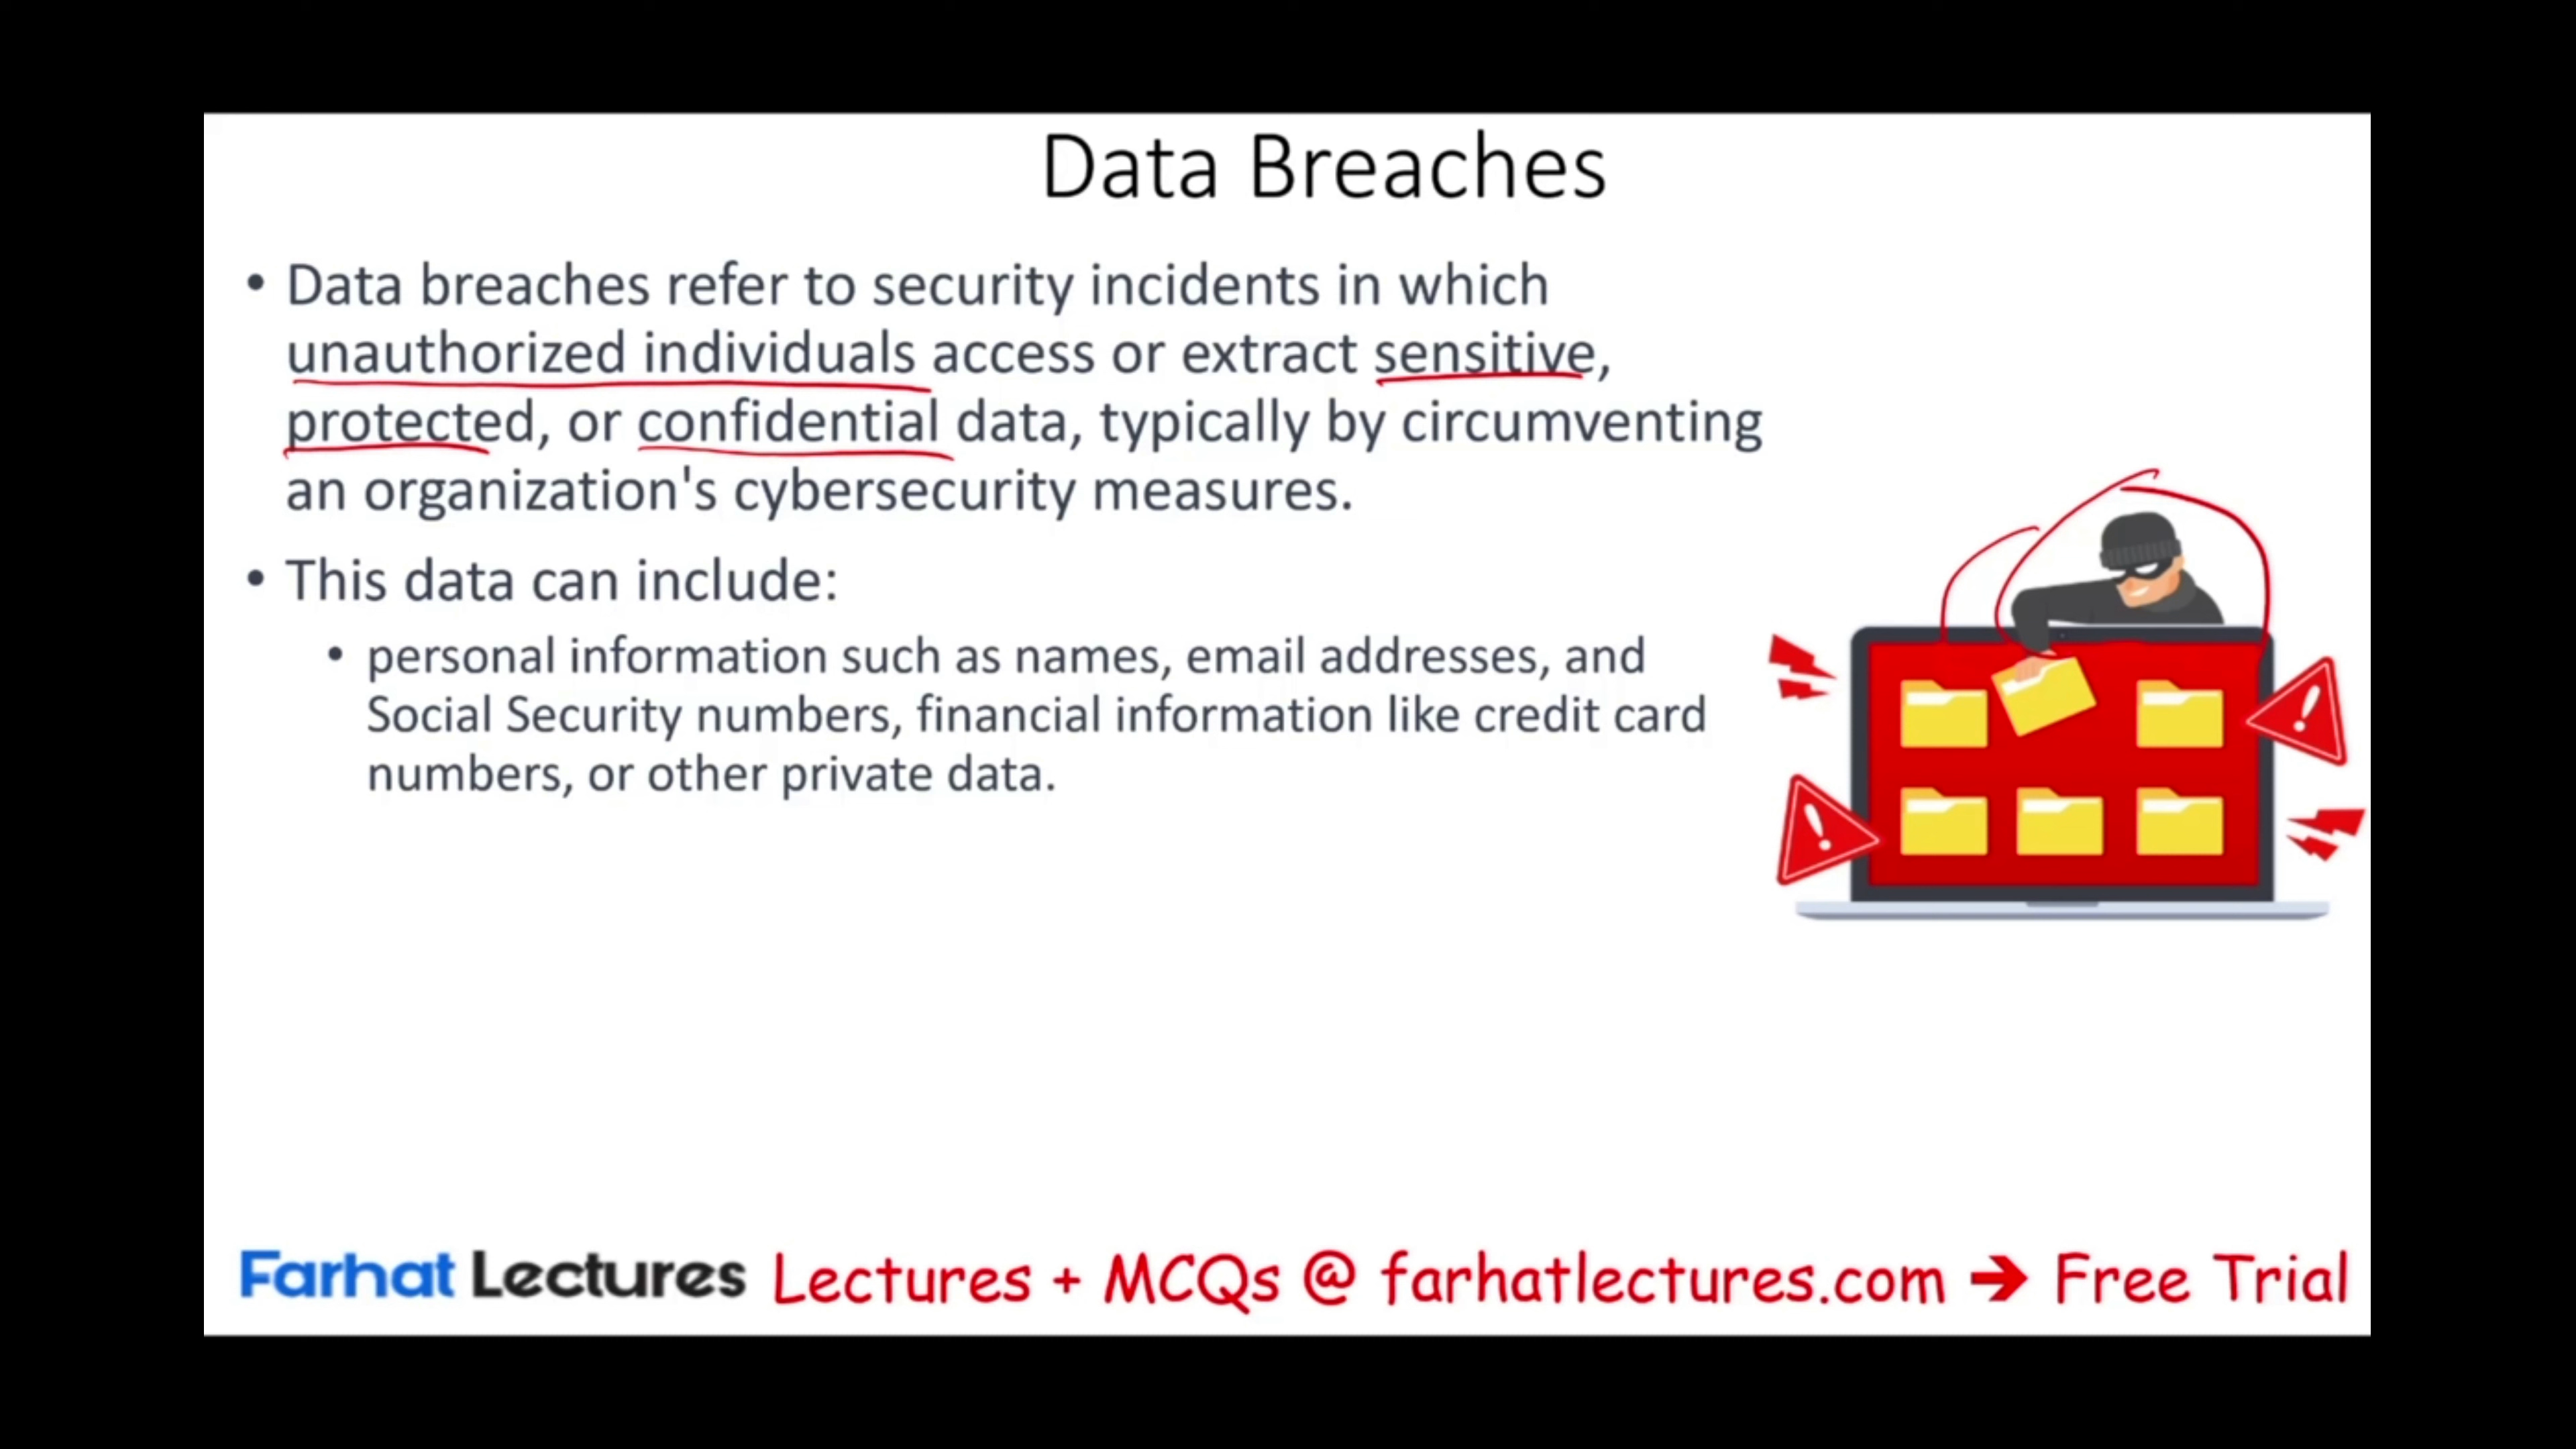 Data Breaches
• Data breaches refer to security incidents in which
unauthorized individuals access or extract sensitive,
protected, or confidential data, typically by circumventing
an organization's cybersecurity measures.
• This data can include:
• personal information such as names, email addresses, and
Social Security numbers, financial information like credit card
numbers, or other private data.
Farhat Lectures Lectures + MCQs @ farhatlectures.com ➔ Free Trial